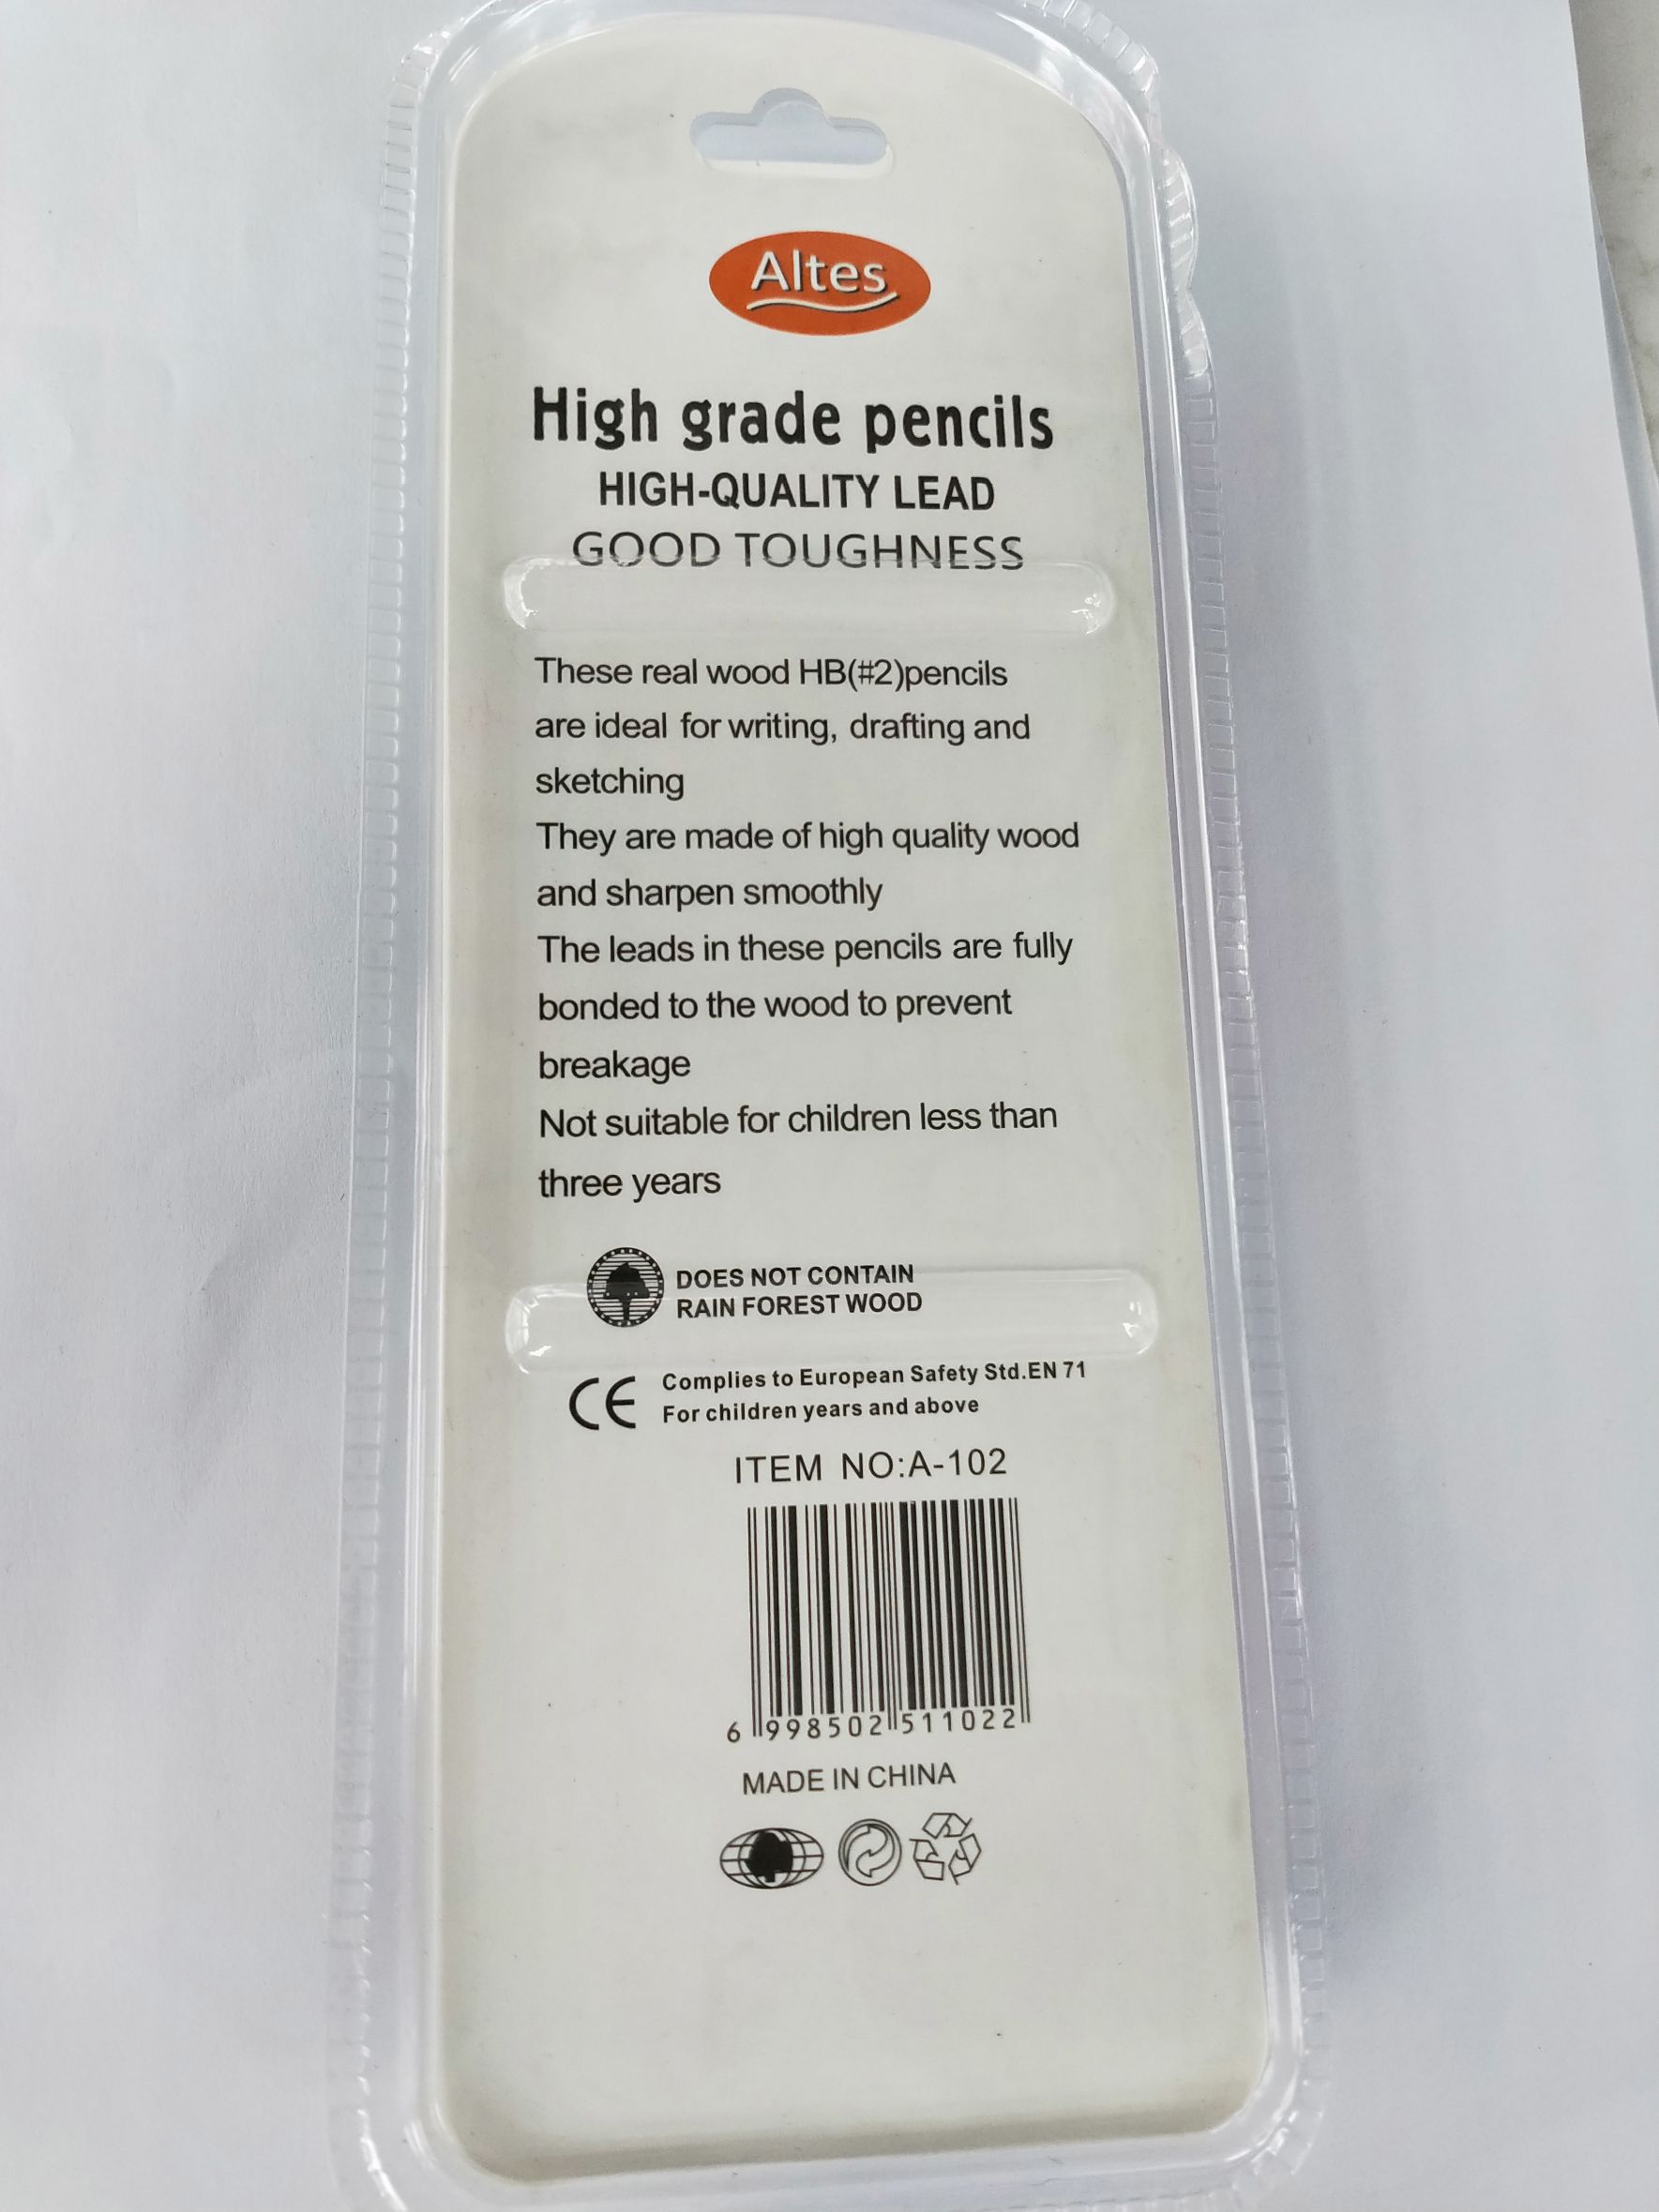 Altes
High grade pencils
HIGH-QUALITY LEAD
GOOD TOUGHNESS
These real wood HB(#2)pencils
are ideal for writing, drafting and
sketching
They are made of high quality wood
and sharpen smoothly
The leads in these pencils are fully
bonded to the wood to prevent
breakage
Not suitable for children less than
three years
DOES NOT CONTAIN
RAIN FOREST WOOD
CE
Complies to European Safety Std.EN 71
For children years and above
ITEM NO:A-102
6 998502 511022
MADE IN CHINA